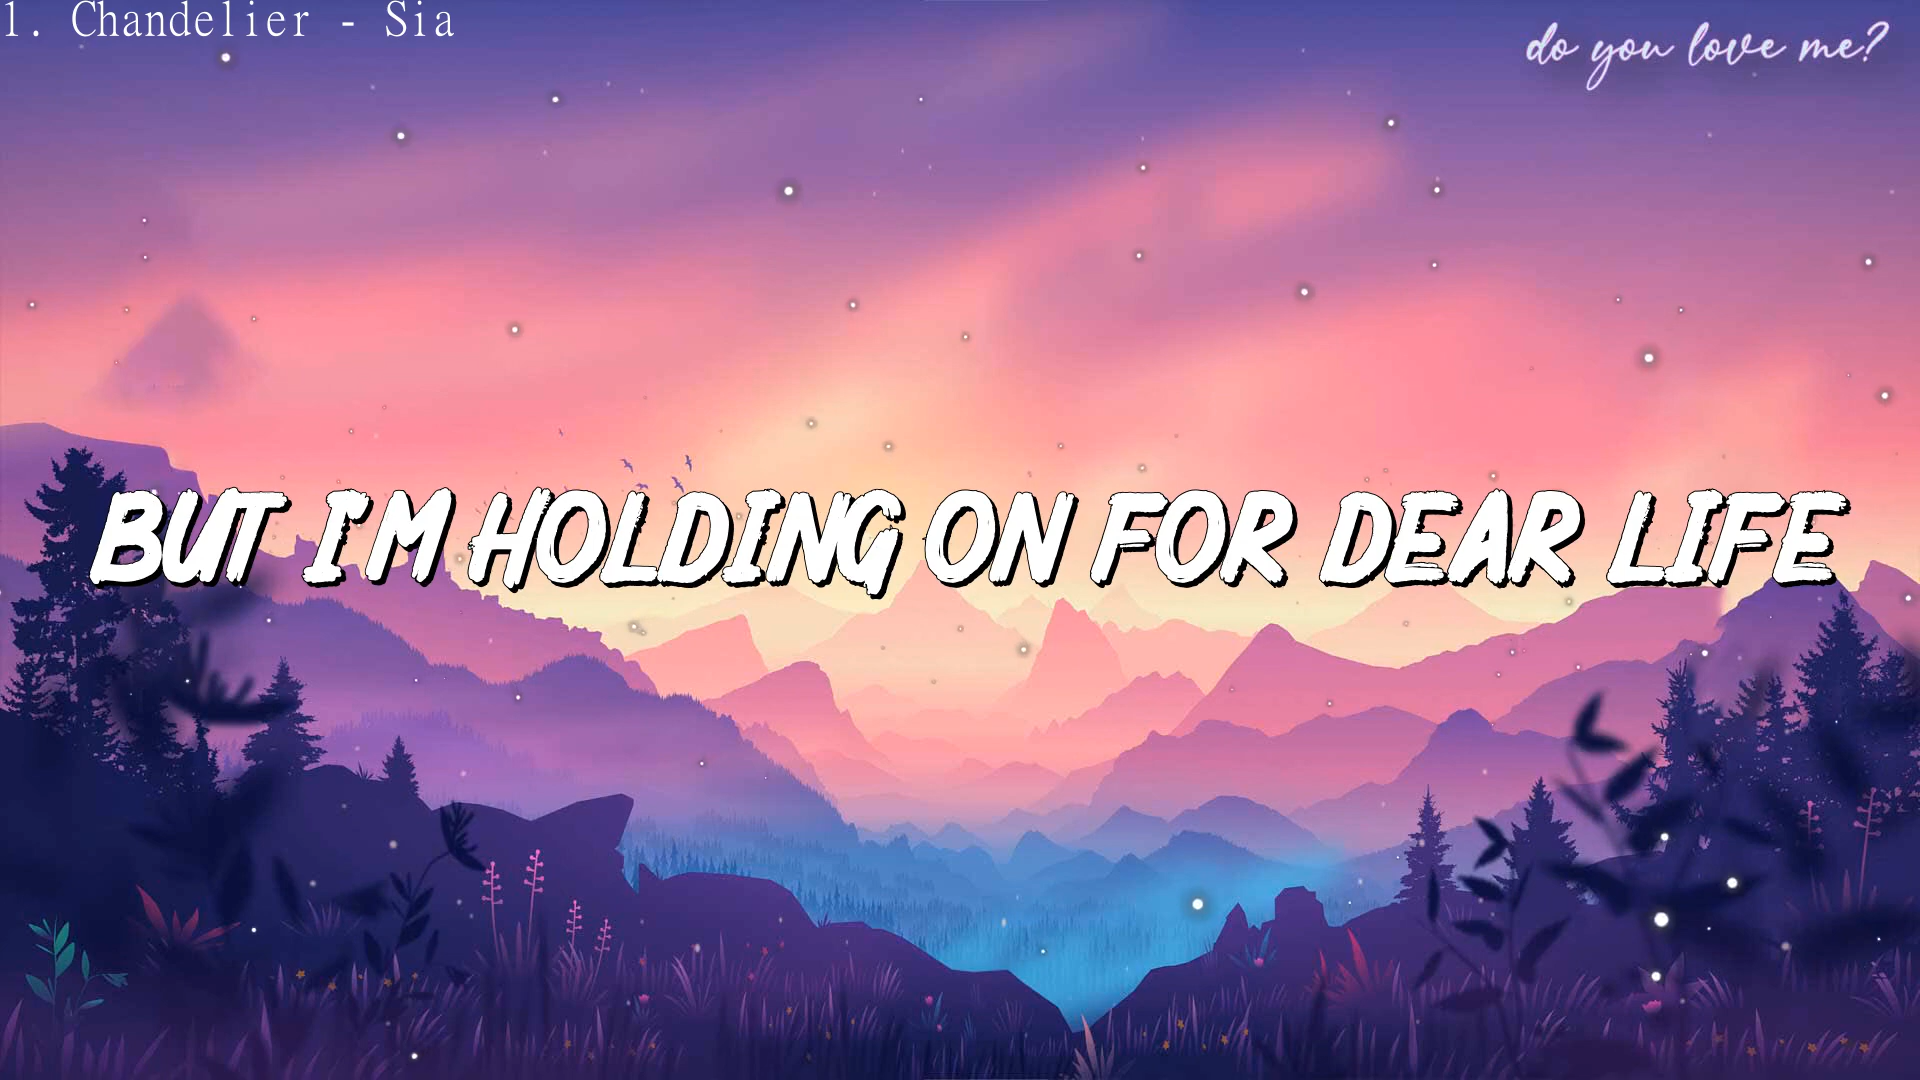 1. Chandelier - Sia
do you love me?
BUT I'M HOLDING ON FOR DEAR LIFE